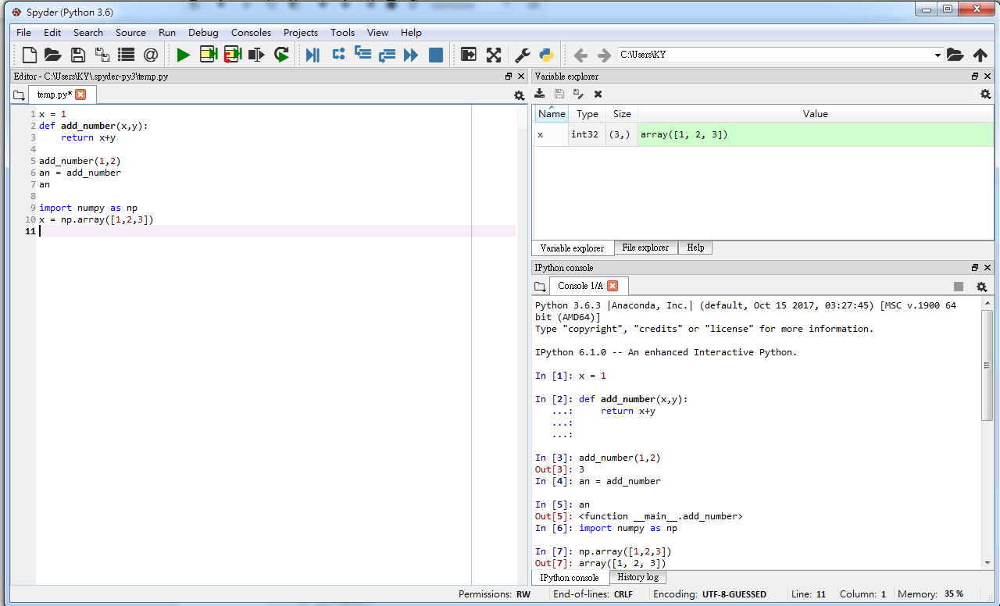 Spyder (Python 3.6)
File Edit Search Source Run Debug Consoles Projects Tools View Help
C:\Users\KY
Editor - C:\Users\KY\.spyder-py3\temp.py
temp.py*
1 x = 1
2 def add_number(x,y):
3     return x+y
4
5 add_number(1,2)
6 an = add_number
7 an
8
9 import numpy as np
10 x = np.array([1,2,3])
11
Variable explorer
Name Type Size Value
x int32 (3,) array([1, 2, 3])
Variable explorer File explorer Help
IPython console
Console 1/A
Python 3.6.3 |Anaconda, Inc.| (default, Oct 15 2017, 03:27:45) [MSC v.1900 64
bit (AMD64)]
Type "copyright", "credits" or "license" for more information.
IPython 6.1.0 -- An enhanced Interactive Python.
In [1]: x = 1
In [2]: def add_number(x,y):
   ...:     return x+y
   ...:
   ...:
In [3]: add_number(1,2)
Out[3]: 3
In [4]: an = add_number
In [5]: an
Out[5]: <function __main__.add_number>
In [6]: import numpy as np
In [7]: np.array([1,2,3])
Out[7]: array([1, 2, 3])
IPython console History log
Permissions: RW End-of-lines: CRLF Encoding: UTF-8-GUESSED Line: 11 Column: 1 Memory: 35 %